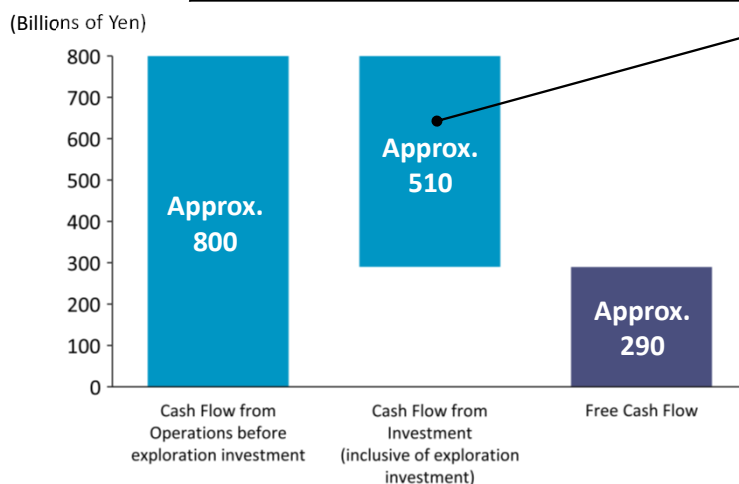 (Billions of Yen)
800
700
600
500
400
300
200
100
0
Approx.
800
Approx.
510
Approx.
290
Cash Flow from
Operations before
exploration investment
Cash Flow from
Investment
(inclusive of exploration
investment)
Free Cash Flow